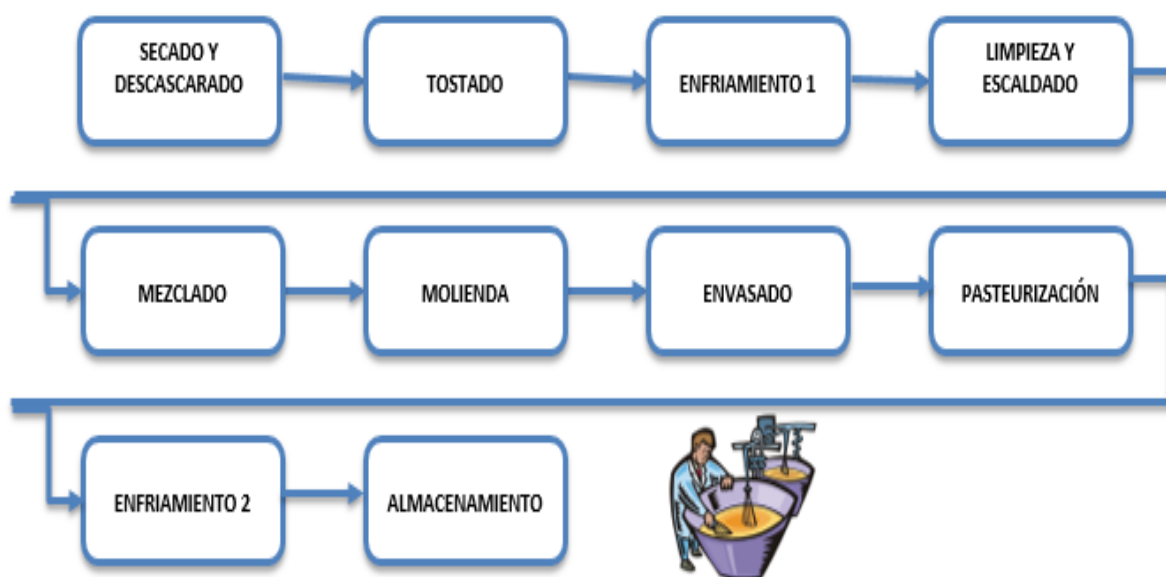 SECADO Y
DESCASCARADO
TOSTADO
ENFRIAMIENTO 1
LIMPIEZA Y
ESCALDADO
MEZCLADO
MOLIENDA
ENVASADO
PASTEURIZACIÓN
ENFRIAMIENTO 2
ALMACENAMIENTO